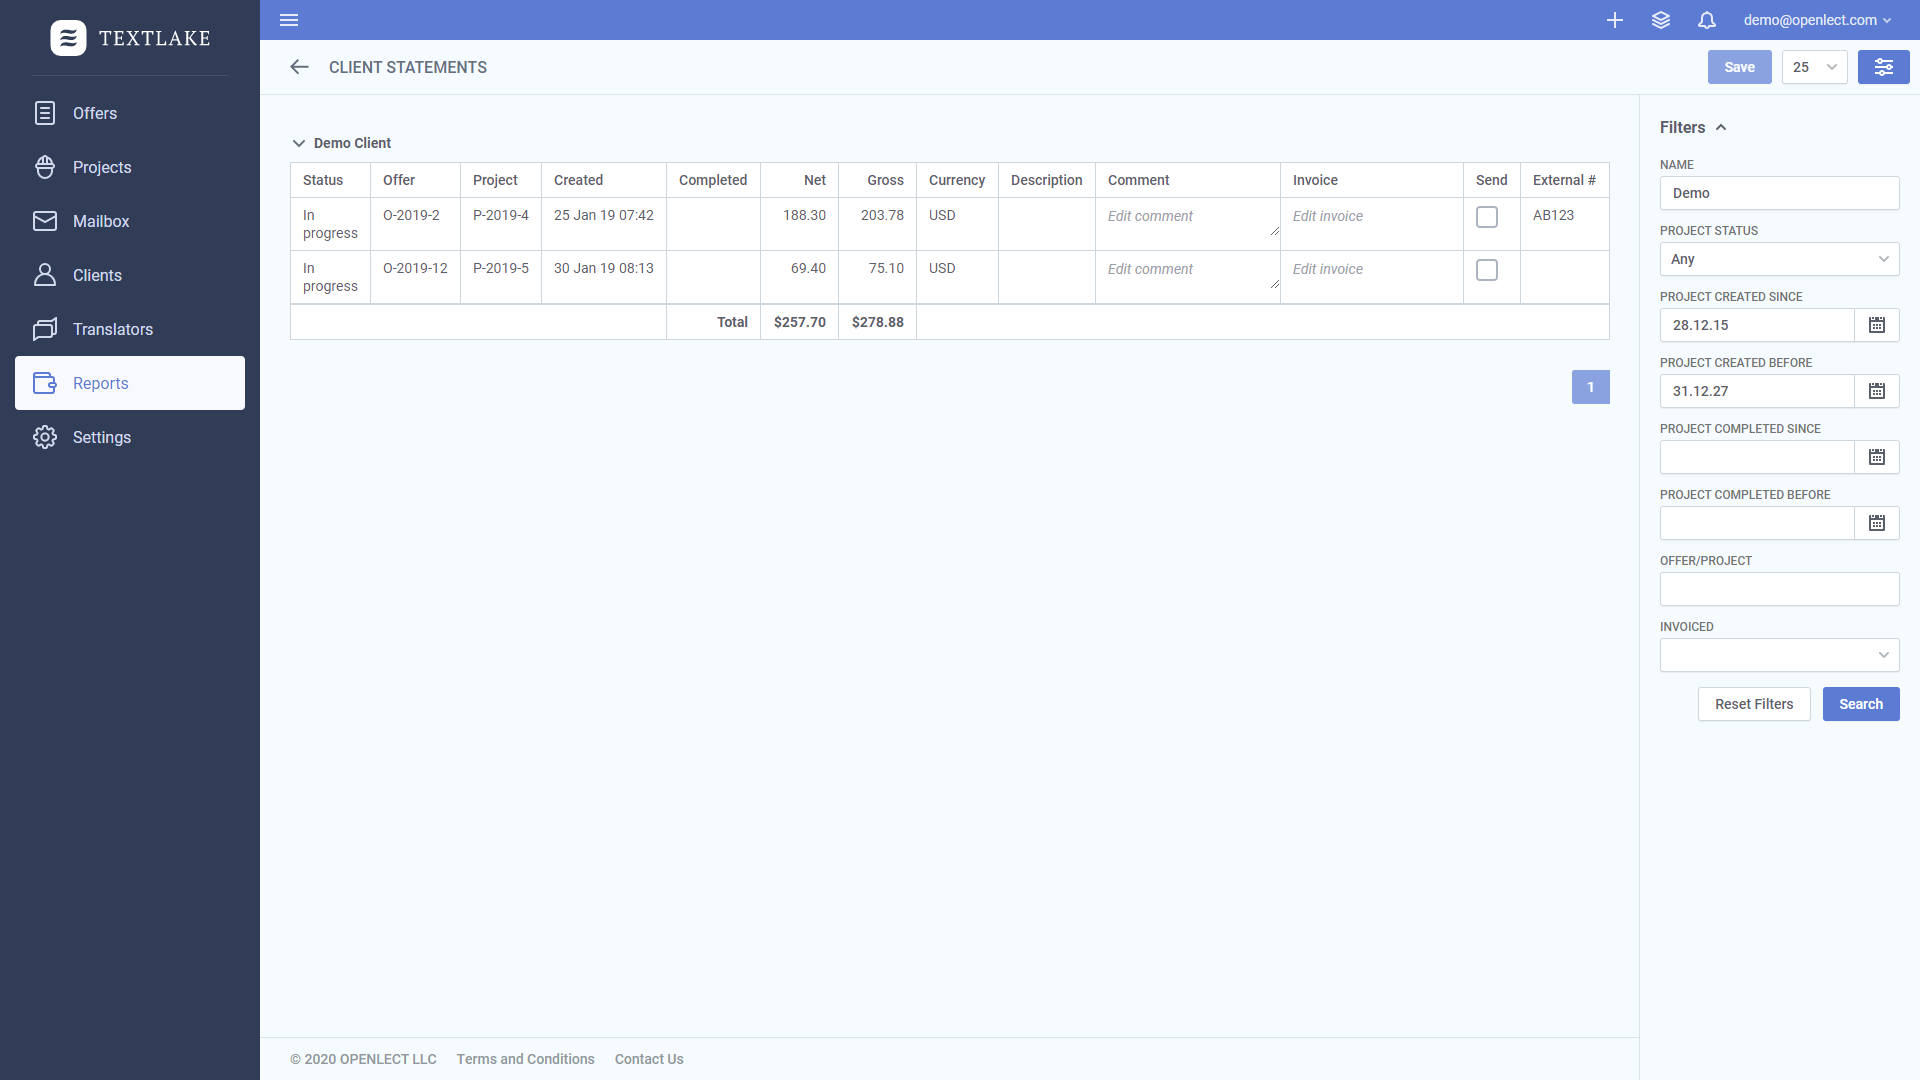 TEXTLAKE
Offers
Projects
Mailbox
Clients
Translators
Reports
Settings
demo@openlect.com
CLIENT STATEMENTS
Save
25
Demo Client
Status Offer Project Created Completed Net Gross Currency Description Comment Invoice Send External #
In progress O-2019-2 P-2019-4 25 Jan 19 07:42 188.30 203.78 USD Edit comment Edit invoice AB123
In progress O-2019-12 P-2019-5 30 Jan 19 08:13 69.40 75.10 USD Edit comment Edit invoice
Total $257.70 $278.88
1
Filters
NAME
Demo
PROJECT STATUS
Any
PROJECT CREATED SINCE
28.12.15
PROJECT CREATED BEFORE
31.12.27
PROJECT COMPLETED SINCE
PROJECT COMPLETED BEFORE
OFFER/PROJECT
INVOICED
Reset Filters Search
© 2020 OPENLECT LLC Terms and Conditions Contact Us